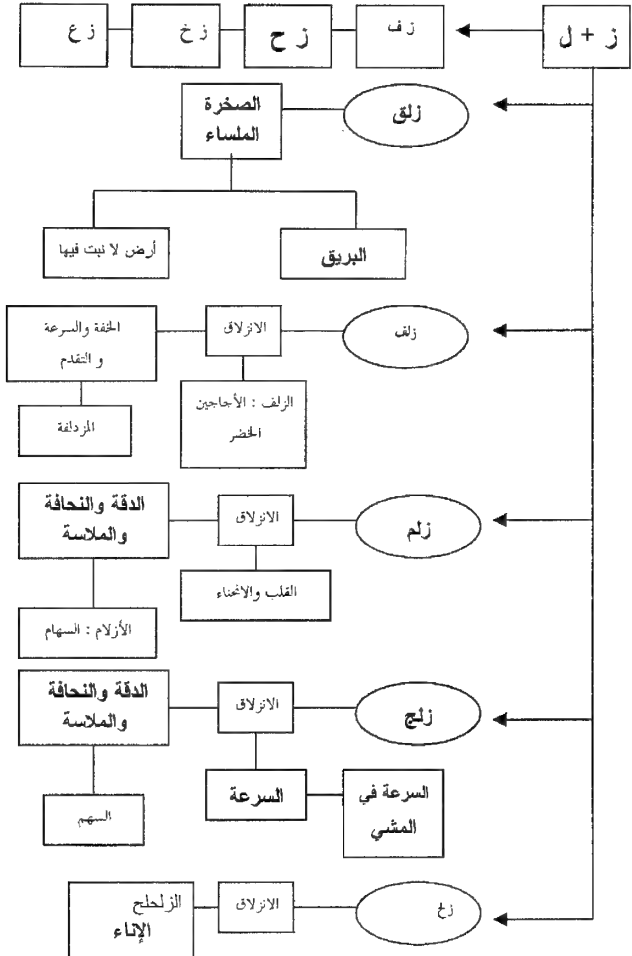 ز + ل
ز ف
ز ح
ز خ
ز ع
زلق
الصخرة
الملساء
البريق
أرض لا نبت فيها
زلف
الانزلاق
الخفة والسرعة
و التقدم
الزلف : الأجاجين
الخضر
المزدلفة
زلم
الانزلاق
الدقة والنحافة
والملاسة
القلب والانحناء
الأزلام : السهام
زلج
الانزلاق
الدقة والنحافة
والملاسة
السرعة
السرعة في
المشي
السهم
زلخ
الانزلاق
الزلحلح
الإناء